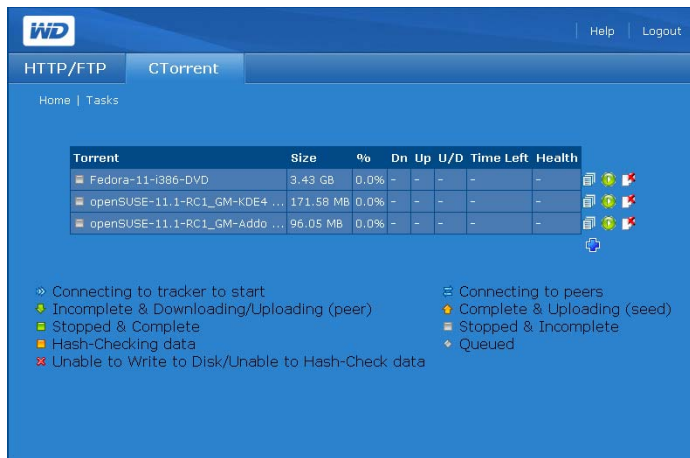 WD
Help | Logout
HTTP/FTP CTorrent
Home | Tasks
Torrent Size % Dn Up U/D Time Left Health
Fedora-11-i386-DVD 3.43 GB 0.0% - - - - -
openSUSE-11.1-RC1_GM-KDE4 ... 171.58 MB 0.0% - - - - -
openSUSE-11.1-RC1_GM-Addo ... 96.05 MB 0.0% - - - - -
Connecting to tracker to start Connecting to peers
Incomplete & Downloading/Uploading (peer) Complete & Uploading (seed)
Stopped & Complete Stopped & Incomplete
Hash-Checking data Queued
Unable to Write to Disk/Unable to Hash-Check data